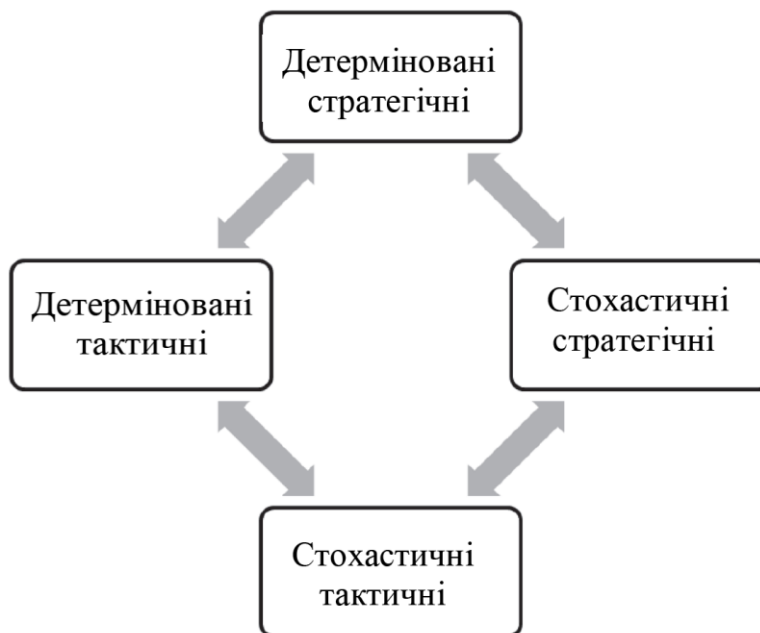 Детерміновані
стратегічні
Детерміновані
тактичні
Стохастичні
стратегічні
Стохастичні
тактичні